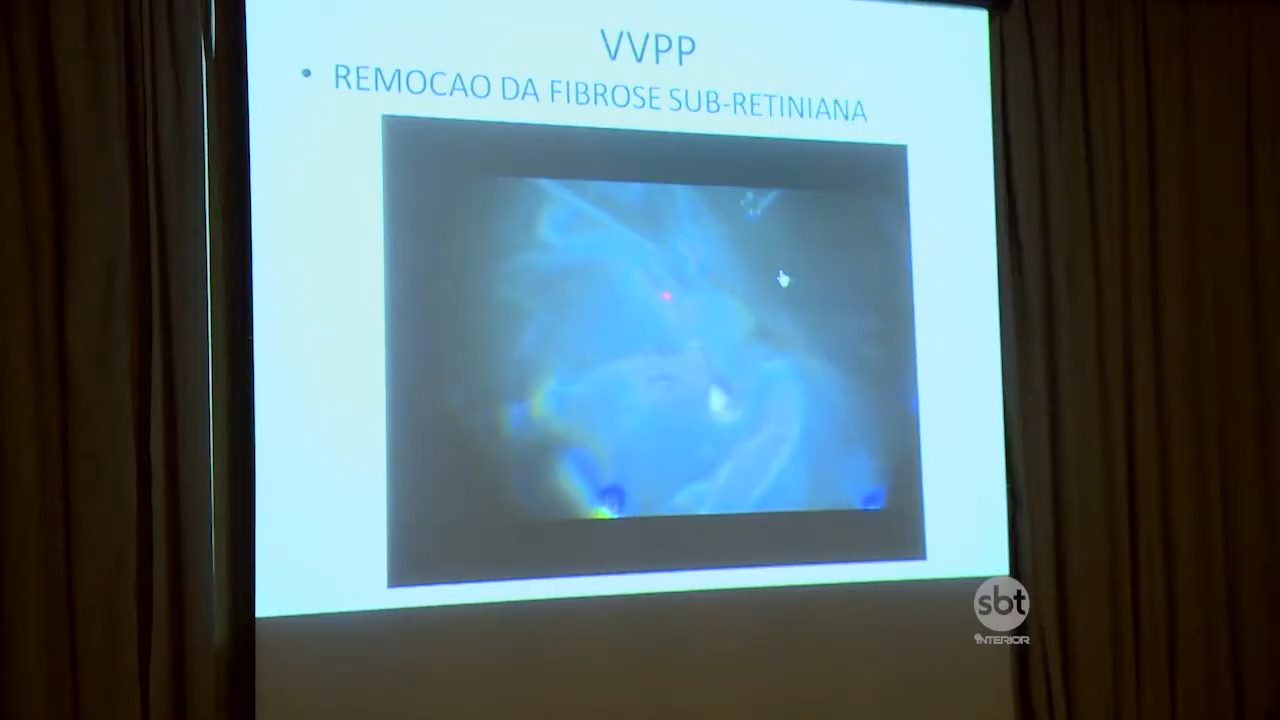 VVPP
• REMOCAO DA FIBROSE SUB-RETINIANA
sbt
INTERIOR